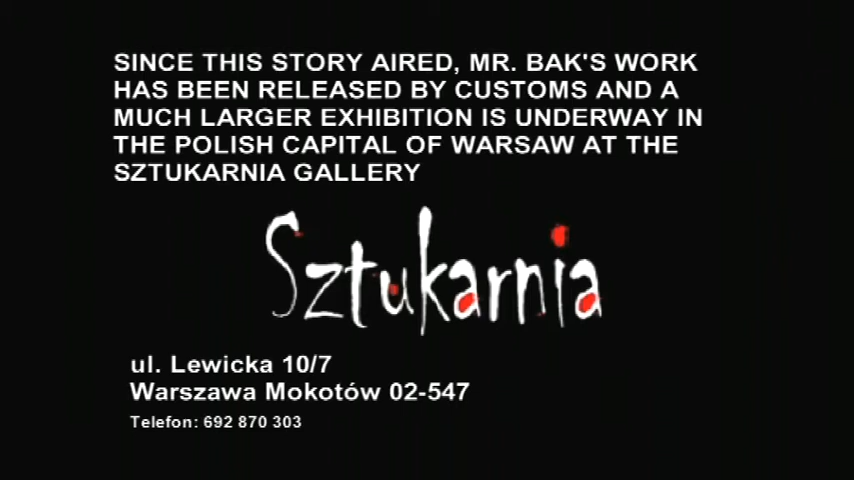 SINCE THIS STORY AIRED, MR. BAK'S WORK
HAS BEEN RELEASED BY CUSTOMS AND A
MUCH LARGER EXHIBITION IS UNDERWAY IN
THE POLISH CAPITAL OF WARSAW AT THE
SZTUKARNIA GALLERY
Sztukarnia
ul. Lewicka 10/7
Warszawa Mokotów 02-547
Telefon: 692 870 303